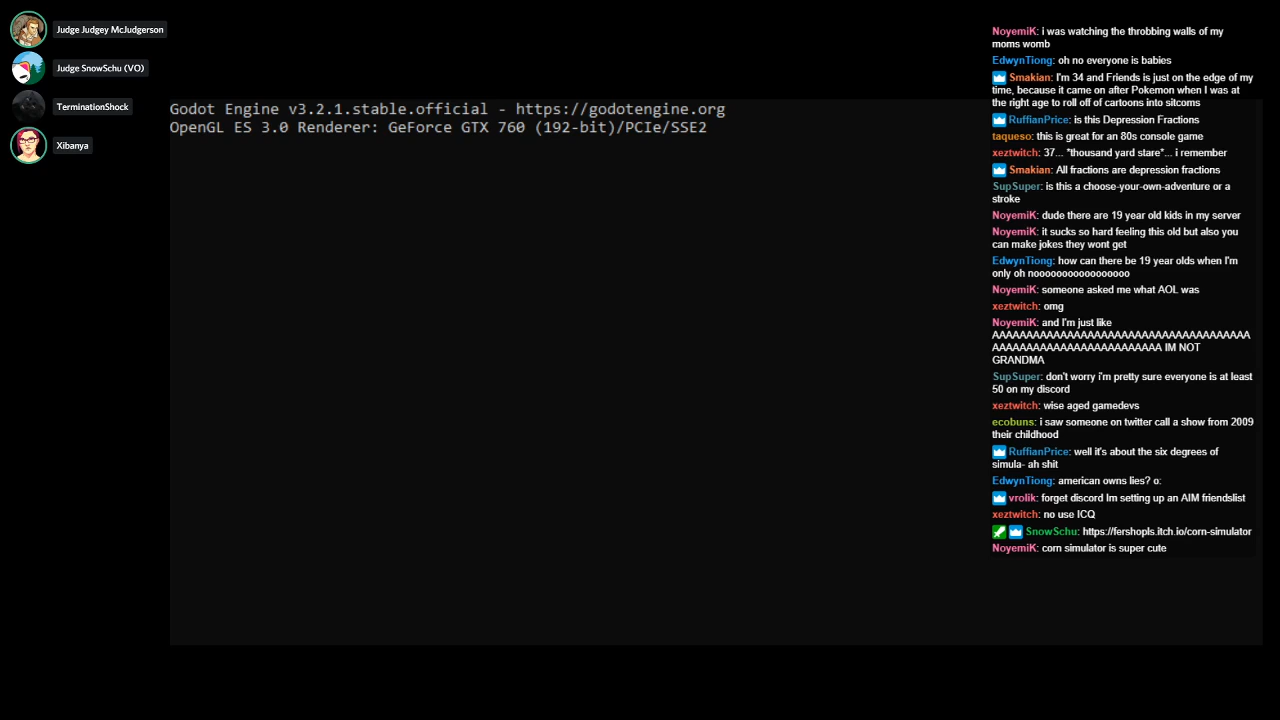 Judge Judgey McJudgerson
Judge SnowSchu (VO)
TerminationShock
Xibanya
Godot Engine v3.2.1.stable.official - https://godotengine.org
OpenGL ES 3.0 Renderer: GeForce GTX 760 (192-bit)/PCIe/SSE2
NoyemiK: i was watching the throbbing walls of my
moms womb
EdwynTiong: oh no everyone is babies
Smakian: I'm 34 and Friends is just on the edge of my
time, because it came on after Pokemon when I was at
the right age to roll off of cartoons into sitcoms
RuffianPrice: is this Depression Fractions
taqueso: this is great for an 80s console game
xeztwitch: 37... *thousand yard stare*... i remember
Smakian: All fractions are depression fractions
SupSuper: is this a choose-your-own-adventure or a
stroke
NoyemiK: dude there are 19 year old kids in my server
NoyemiK: it sucks so hard feeling this old but also you
can make jokes they wont get
EdwynTiong: how can there be 19 year olds when I'm
only oh nooooooooooooooooo
NoyemiK: someone asked me what AOL was
xeztwitch: omg
NoyemiK: and I'm just like
AAAAAAAAAAAAAAAAAAAAAAAAAAAAAAAAAAAAAA
AAAAAAAAAAAAAAAAAAAAAAAAA IM NOT
GRANDMA
SupSuper: don't worry i'm pretty sure everyone is at least
50 on my discord
xeztwitch: wise aged gamedevs
ecobuns: i saw someone on twitter call a show from 2009
their childhood
RuffianPrice: well it's about the six degrees of
simula- ah shit
EdwynTiong: american owns lies? o:
vrolik: forget discord Im setting up an AIM friendslist
xeztwitch: no use ICQ
SnowSchu: https://fershopls.itch.io/corn-simulator
NoyemiK: corn simulator is super cute